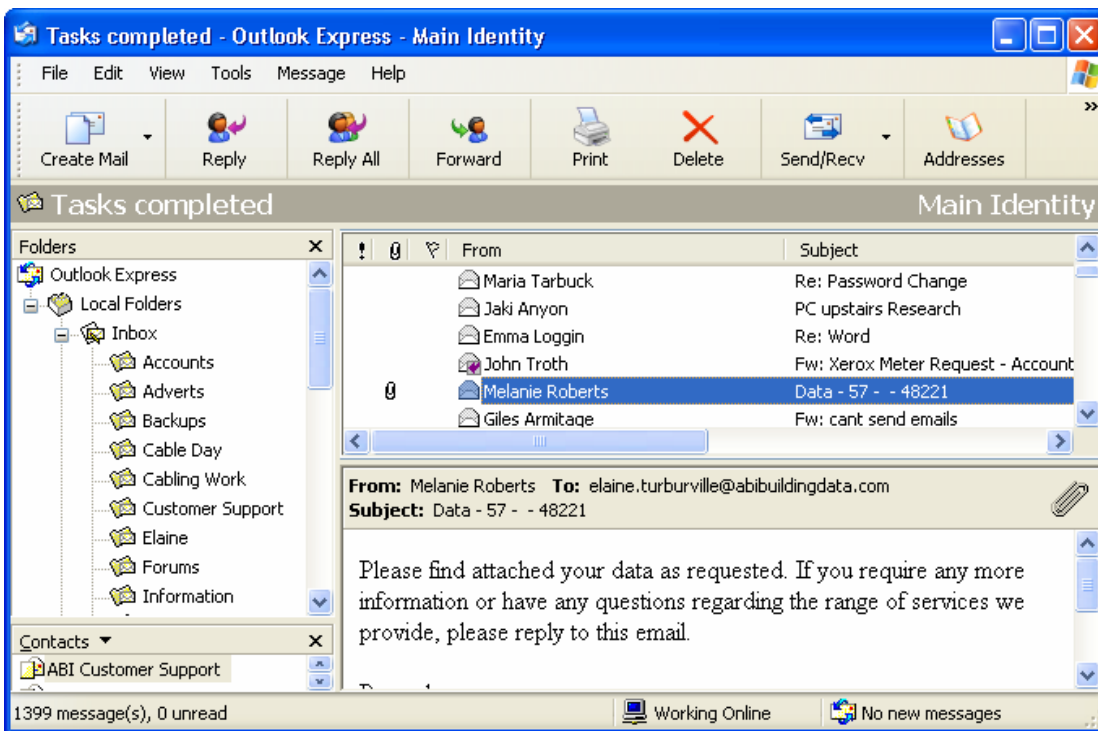 Tasks completed - Outlook Express - Main Identity
File Edit View Tools Message Help
»
Create Mail Reply Reply All Forward Print Delete Send/Recv Addresses
Tasks completed Main Identity
Folders
Outlook Express
Local Folders
Inbox
Accounts
Adverts
Backups
Cable Day
Cabling Work
Customer Support
Elaine
Forums
Information
Contacts
ABI Customer Support
! From Subject
Maria Tarbuck Re: Password Change
Jaki Anyon PC upstairs Research
Emma Loggin Re: Word
John Troth Fw: Xerox Meter Request - Account
Melanie Roberts Data - 57 - - 48221
Giles Armitage Fw: cant send emails
From: Melanie Roberts To: elaine.turburville@abibuildingdata.com
Subject: Data - 57 - - 48221
Please find attached your data as requested. If you require any more
information or have any questions regarding the range of services we
provide, please reply to this email.
1399 message(s), 0 unread Working Online No new messages